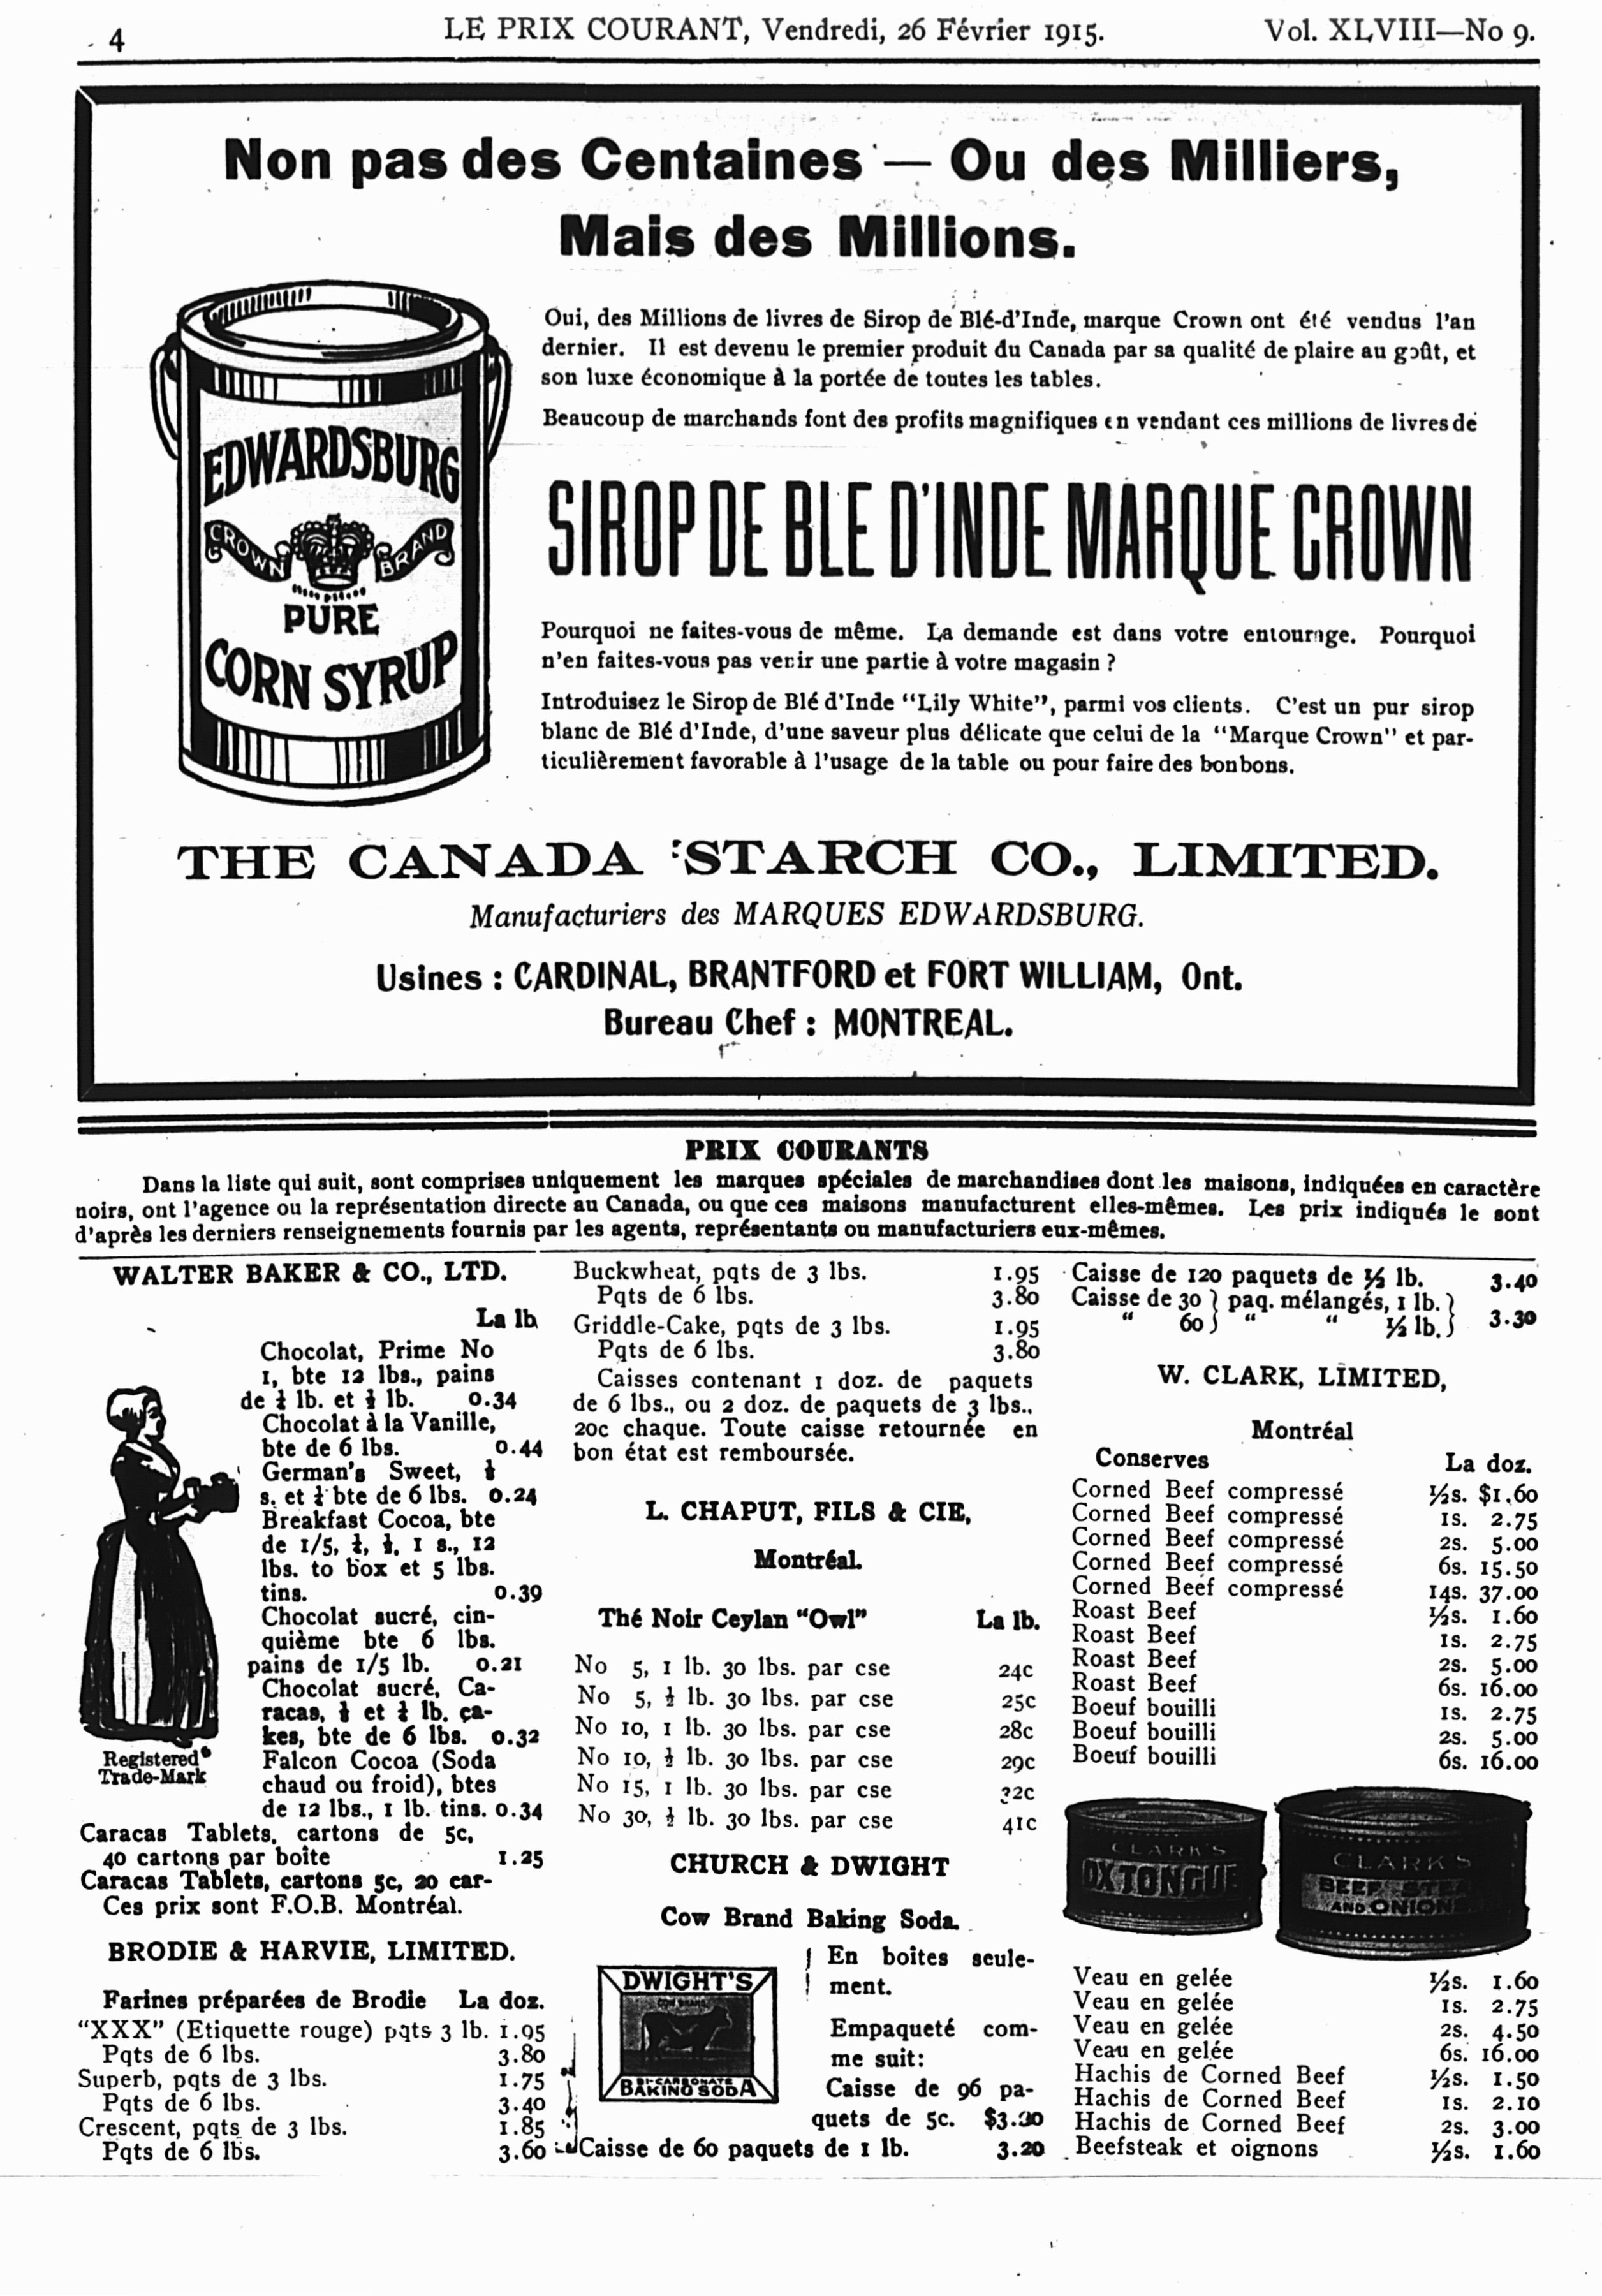 4
LE PRIX COURANT, Vendredi, 26 Février 1915.
Vol. XLVIII—No 9.
Non pas des Centaines — Ou des Milliers,
Mais des Millions.
EDWARDSBURG
CROWN BRAND
PURE
CORN SYRUP
Oui, des Millions de livres de Sirop de Blé-d'Inde, marque Crown ont été vendus l'an
dernier. Il est devenu le premier produit du Canada par sa qualité de plaire au goût, et
son luxe économique à la portée de toutes les tables.
Beaucoup de marchands font des profits magnifiques en vendant ces millions de livres de
SIROP DE BLE D'INDE MARQUE CROWN
Pourquoi ne faites-vous de même. La demande est dans votre entourage. Pourquoi
n'en faites-vous pas venir une partie à votre magasin ?
Introduisez le Sirop de Blé d'Inde "Lily White", parmi vos clients. C'est un pur sirop
blanc de Blé d'Inde, d'une saveur plus délicate que celui de la "Marque Crown" et par-
ticulièrement favorable à l'usage de la table ou pour faire des bonbons.
THE CANADA STARCH CO., LIMITED.
Manufacturiers des MARQUES EDWARDSBURG.
Usines : CARDINAL, BRANTFORD et FORT WILLIAM, Ont.
Bureau Chef : MONTREAL.
PRIX COURANTS
Dans la liste qui suit, sont comprises uniquement les marques spéciales de marchandises dont les maisons, indiquées en caractère
noirs, ont l'agence ou la représentation directe au Canada, ou que ces maisons manufacturent elles-mêmes. Les prix indiqués le sont
d'après les derniers renseignements fournis par les agents, représentants ou manufacturiers eux-mêmes.
WALTER BAKER & CO., LTD.
La lb
Chocolat, Prime No
1, bte 12 lbs., pains
de ¼ lb. et ½ lb. 0.34
Chocolat à la Vanille,
bte de 6 lbs. 0.44
German's Sweet,
s. et bte de 6 lbs. 0.24
Breakfast Cocoa, bte
de 1/5, ¼, ½, 1 s., 12
lbs. to box et 5 lbs.
tins. 0.39
Chocolat sucré, cin-
quième bte 6 lbs.
pains de 1/5 lb. 0.21
Chocolat sucré, Ca-
racas, et lb. ca-
kes, bte de 6 lbs. 0.32
Falcon Cocoa (Soda
chaud ou froid), btes
de 12 lbs., 1 lb. tins. 0.34
Registered
Trade-Mark
Caracas Tablets, cartons de 5c,
40 cartons par boîte 1.25
Caracas Tablets, cartons 5c, 20 car-
Ces prix sont F.O.B. Montréal.
BRODIE & HARVIE, LIMITED.
Farines préparées de Brodie La doz.
"XXX" (Etiquette rouge) pqts 3 lb. 1.95
Pqts de 6 lbs. 3.80
Superb, pqts de 3 lbs. 1.75
Pqts de 6 lbs. 3.40
Crescent, pqts de 3 lbs. 1.85
Pqts de 6 lbs. 3.60
Buckwheat, pqts de 3 lbs. 1.95
Pqts de 6 lbs. 3.80
Griddle-Cake, pqts de 3 lbs. 1.95
Pqts de 6 lbs. 3.80
Caisses contenant 1 doz. de paquets
de 6 lbs., ou 2 doz. de paquets de 3 lbs.,
20c chaque. Toute caisse retournée en
bon état est remboursée.
L. CHAPUT, FILS & CIE,
Montréal.
Thé Noir Ceylan "Owl" La lb.
No 5, 1 lb. 30 lbs. par cse 24c
No 5, ½ lb. 30 lbs. par cse 25c
No 10, 1 lb. 30 lbs. par cse 28c
No 10, ½ lb. 30 lbs. par cse 29c
No 15, 1 lb. 30 lbs. par cse
No 30, ½ lb. 30 lbs. par cse 41c
CHURCH & DWIGHT
Cow Brand Baking Soda.
DWIGHT'S
BI-CARBONATE
BAKING SODA
En boîtes seule-
ment.
Empaqueté com-
me suit:
Caisse de 96 pa-
quets de 5c.
Caisse de 60 paquets de 1 lb. 3.20
Caisse de 120 paquets de ½ lb. 3.40
Caisse de 30 } paq. mélangés, 1 lb. }
" 60 } " " ½ lb. } 3.30
W. CLARK, LIMITED,
Montréal
Conserves La doz.
Corned Beef compressé ½s. $1.60
Corned Beef compressé 1s. 2.75
Corned Beef compressé 2s. 5.00
Corned Beef compressé 6s. 15.50
Corned Beef compressé 14s. 37.00
Roast Beef ½s. 1.60
Roast Beef 1s. 2.75
Roast Beef 2s. 5.00
Roast Beef 6s. 16.00
Boeuf bouilli 1s. 2.75
Boeuf bouilli 2s. 5.00
Boeuf bouilli 6s. 16.00
CLARK'S
OX TONGUE
CLARK'S
BEEF STEAK
AND ONIONS
Veau en gelée ½s. 1.60
Veau en gelée 1s. 2.75
Veau en gelée 2s. 4.50
Veau en gelée 6s. 16.00
Hachis de Corned Beef ½s. 1.50
Hachis de Corned Beef 1s. 2.10
Hachis de Corned Beef 2s. 3.00
Beefsteak et oignons ½s. 1.60